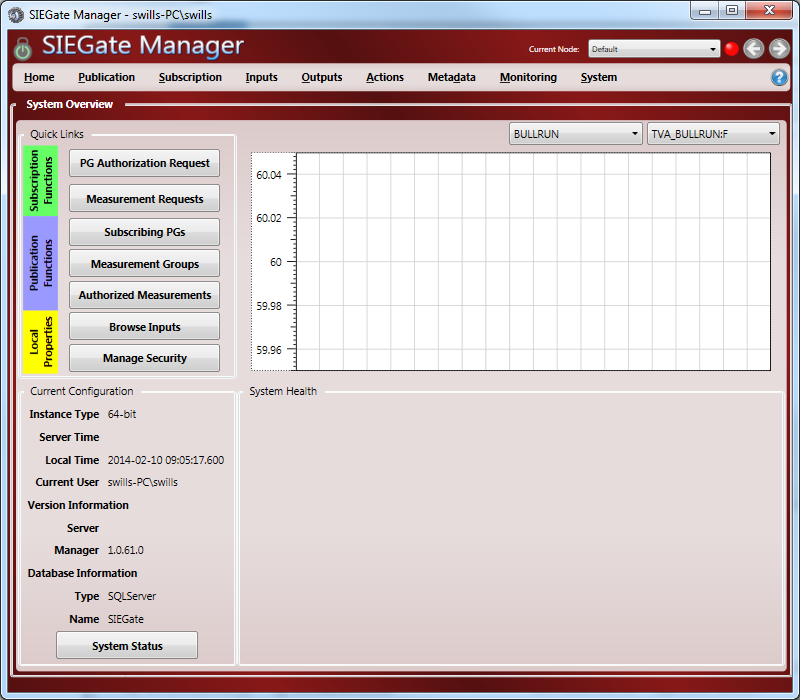 SIEGate Manager - swills-PC\swills
SIEGate Manager
Current Node: Default
Home Publication Subscription Inputs Outputs Actions Metadata Monitoring System ?
System Overview
Quick Links
Subscription
Functions
PG Authorization Request
Measurement Requests
Publication
Functions
Subscribing PGs
Measurement Groups
Authorized Measurements
Local
Properties
Browse Inputs
Manage Security
BULLRUN TVA_BULLRUN:F
60.04
60.02
60
59.98
59.96
Current Configuration
Instance Type 64-bit
Server Time
Local Time 2014-02-10 09:05:17.600
Current User swills-PC\swills
Version Information
Server
Manager 1.0.61.0
Database Information
Type SQLServer
Name SIEGate
System Status
System Health